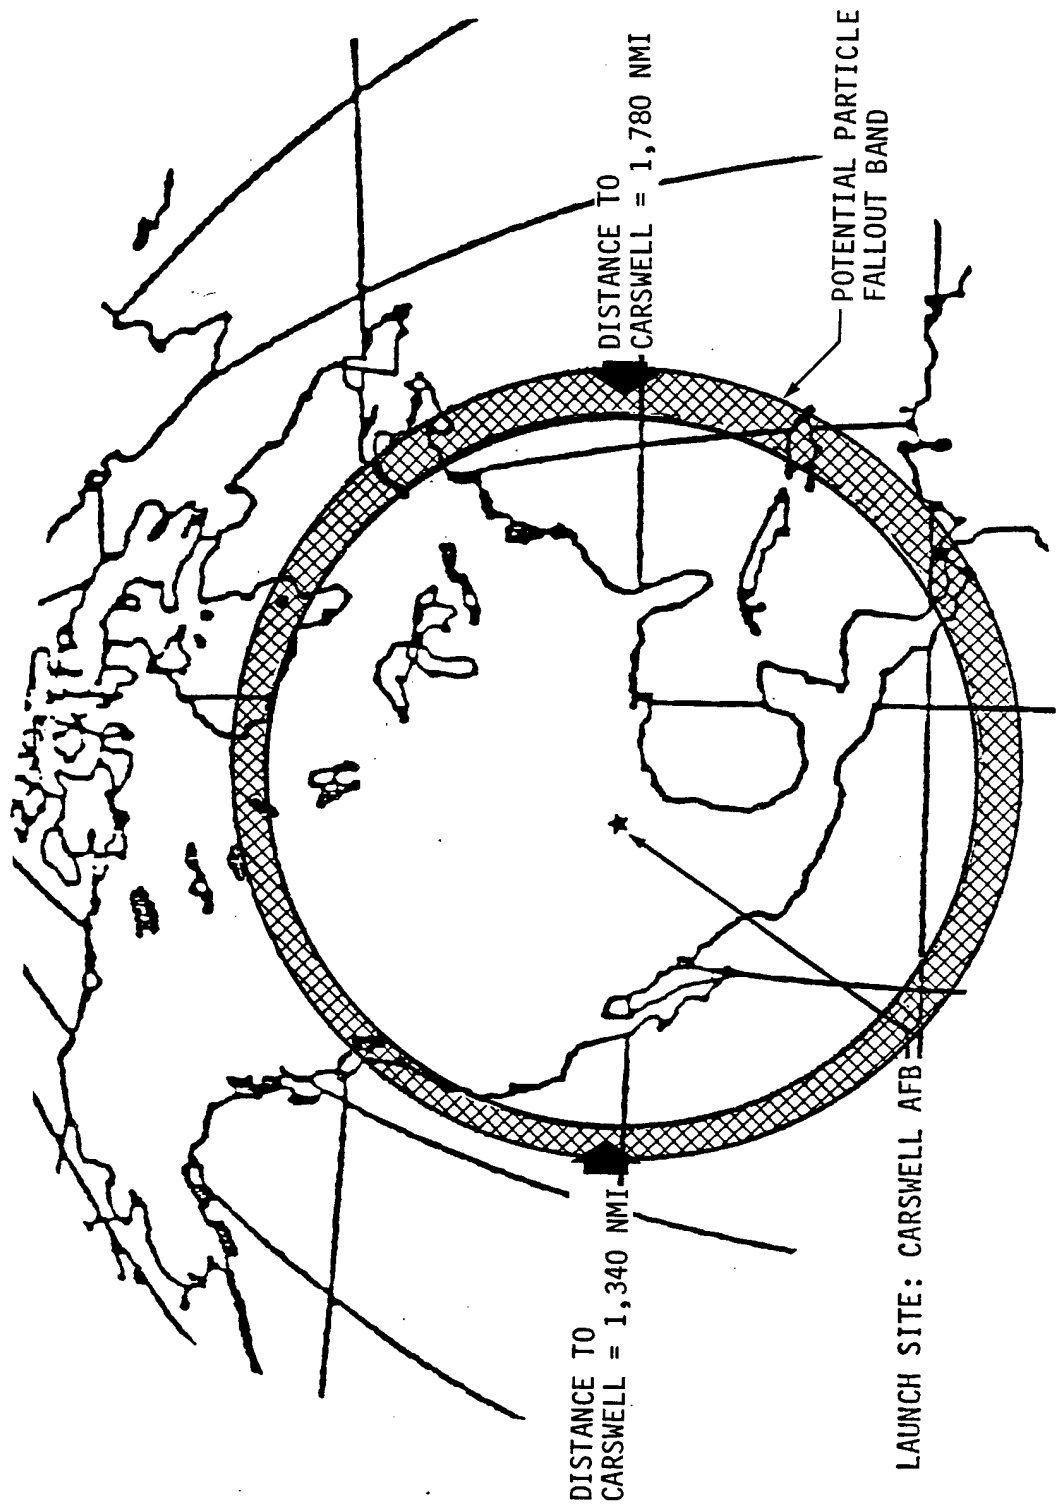 DISTANCE TO
CARSWELL = 1,340 NMI
DISTANCE TO
CARSWELL = 1,780 NMI
POTENTIAL PARTICLE
FALLOUT BAND
LAUNCH SITE: CARSWELL AFB